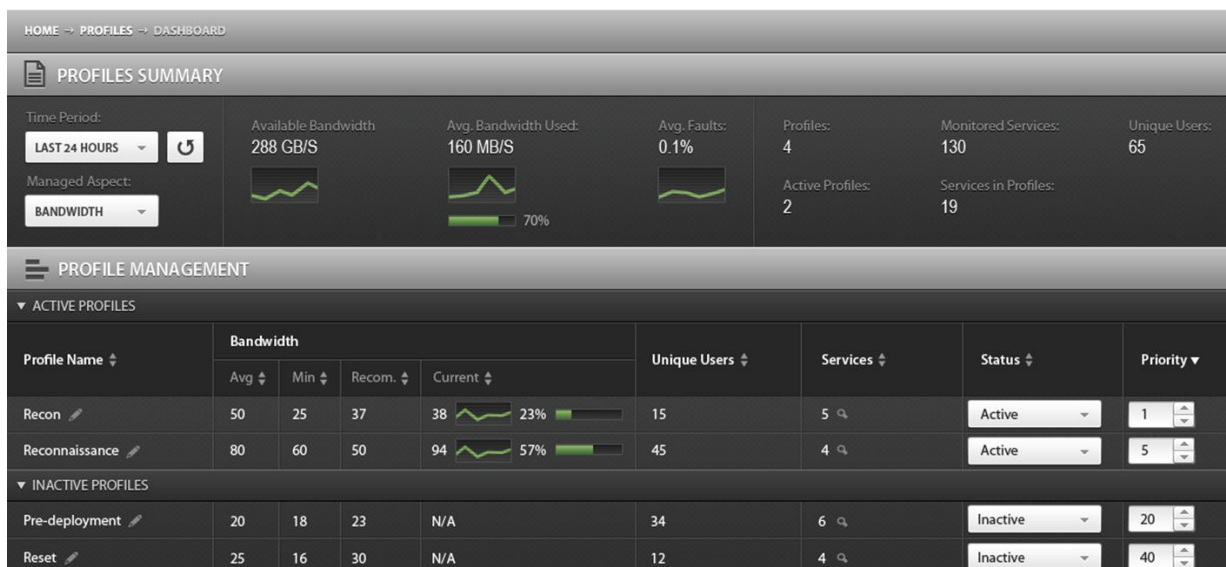 HOME → PROFILES → DASHBOARD
PROFILES SUMMARY
Time Period:
LAST 24 HOURS
Managed Aspect:
BANDWIDTH
Available Bandwidth
288 GB/S
Avg. Bandwidth Used:
160 MB/S
70%
Avg. Faults:
0.1%
Profiles:
4
Active Profiles:
2
Monitored Services:
130
Services in Profiles:
19
Unique Users:
65
PROFILE MANAGEMENT
ACTIVE PROFILES
Profile Name Bandwidth Unique Users Services Status Priority
Avg Min Recom. Current
Recon 50 25 37 38 23% 15 5 Active 1
Reconnaissance 80 60 50 94 57% 45 4 Active 5
INACTIVE PROFILES
Pre-deployment 20 18 23 N/A 34 6 Inactive 20
Reset 25 16 30 N/A 12 4 Inactive 40